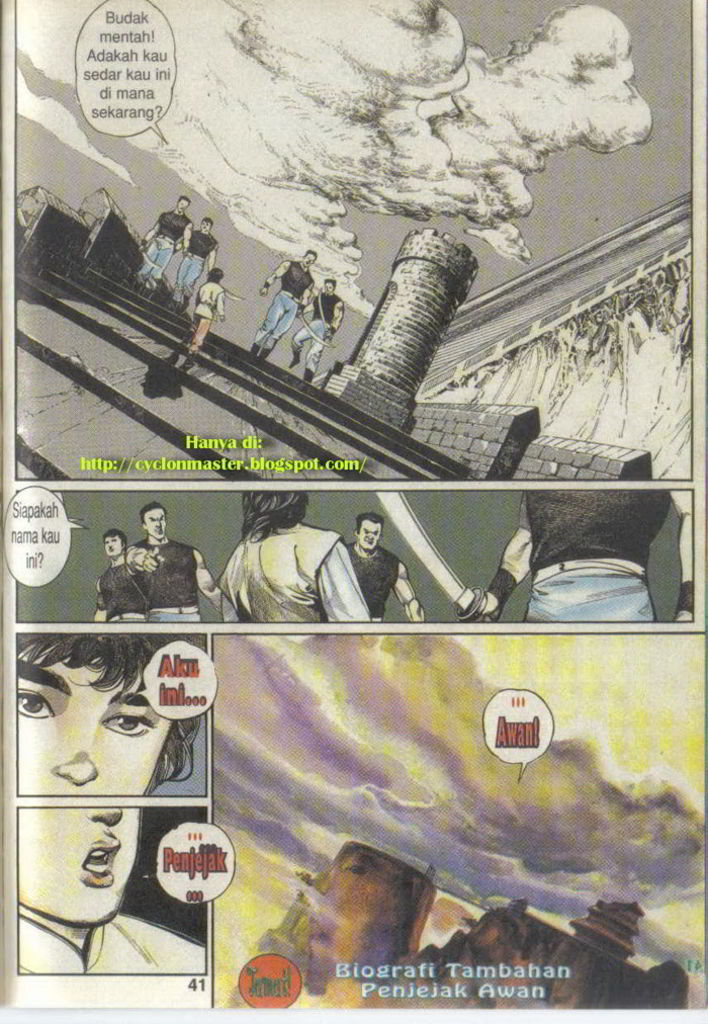 Budak
mentah!
Adakah kau
sedar kau ini
di mana
sekarang?
Hanya di:
http://cyclonmaster.blogspot.com/
Siapakah
nama kau
ini?
Aku
ini...
...
Penjejak
...
...
Awan!
41
Tamat!
Biografi Tambahan
Penjejak Awan